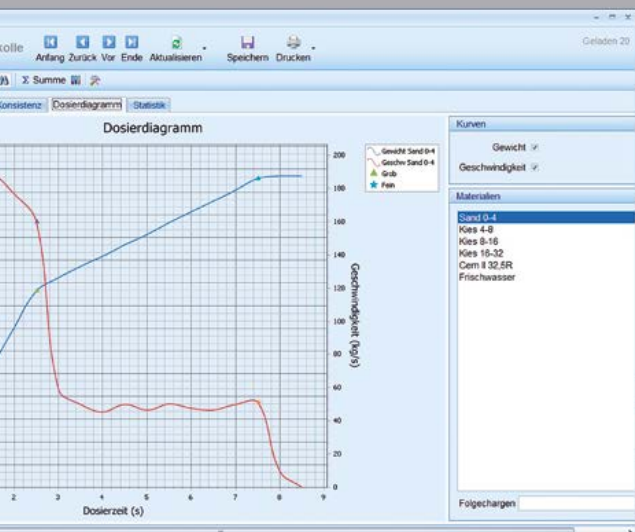 kolle
Anfang Zurück Vor Ende Aktualisieren Speichern Drucken
Geladen 20
Σ Summe
Konsistenz Dosierdiagramm Statistik
Dosierdiagramm
Gewicht Sand 0-4
Geschw Sand 0-4
Grob
Fein
200
180
160
140
120
100
80
60
40
20
0
Geschwindigkeit (kg/s)
2 3 4 5 6 7 8 9
Dosierzeit (s)
Kurven
Gewicht
Geschwindigkeit
Materialien
Sand 0-4
Kies 4-8
Kies 8-16
Kies 16-32
Cem II 32,5R
Frischwasser
Folgechargen